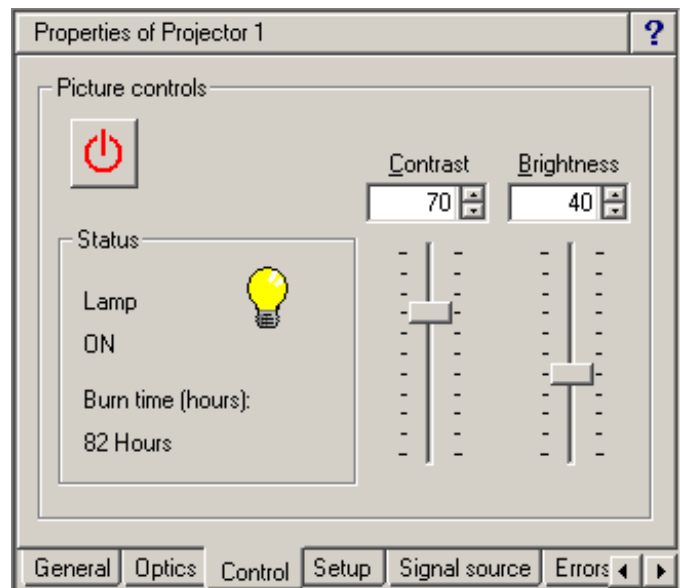 Properties of Projector 1 ?
Picture controls
Contrast Brightness
70 40
Status
Lamp
ON
Burn time (hours):
82 Hours
General Optics Control Setup Signal source Errors